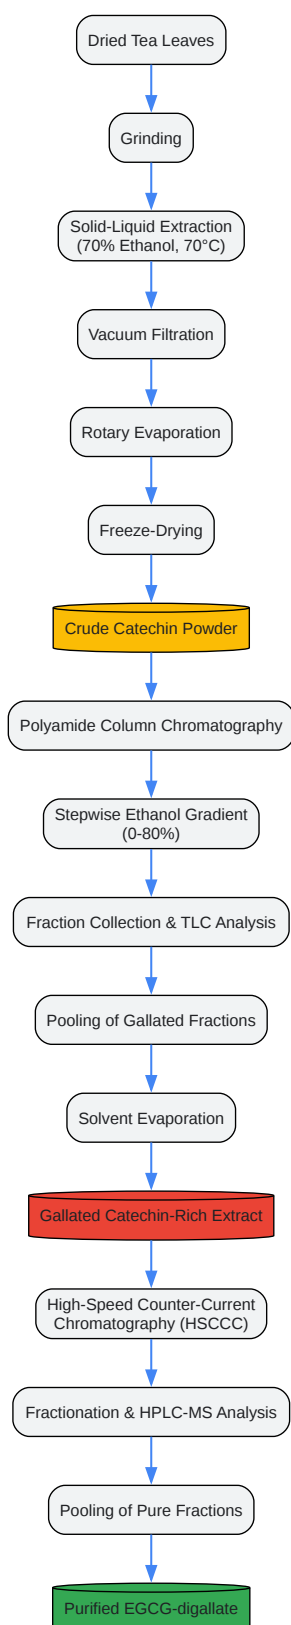 Dried Tea Leaves
Grinding
Solid-Liquid Extraction
(70% Ethanol, 70°C)
Vacuum Filtration
Rotary Evaporation
Freeze-Drying
Crude Catechin Powder
Polyamide Column Chromatography
Stepwise Ethanol Gradient
(0-80%)
Fraction Collection & TLC Analysis
Pooling of Gallated Fractions
Solvent Evaporation
Gallated Catechin-Rich Extract
High-Speed Counter-Current
Chromatography (HSCCC)
Fractionation & HPLC-MS Analysis
Pooling of Pure Fractions
Purified EGCG-digallate